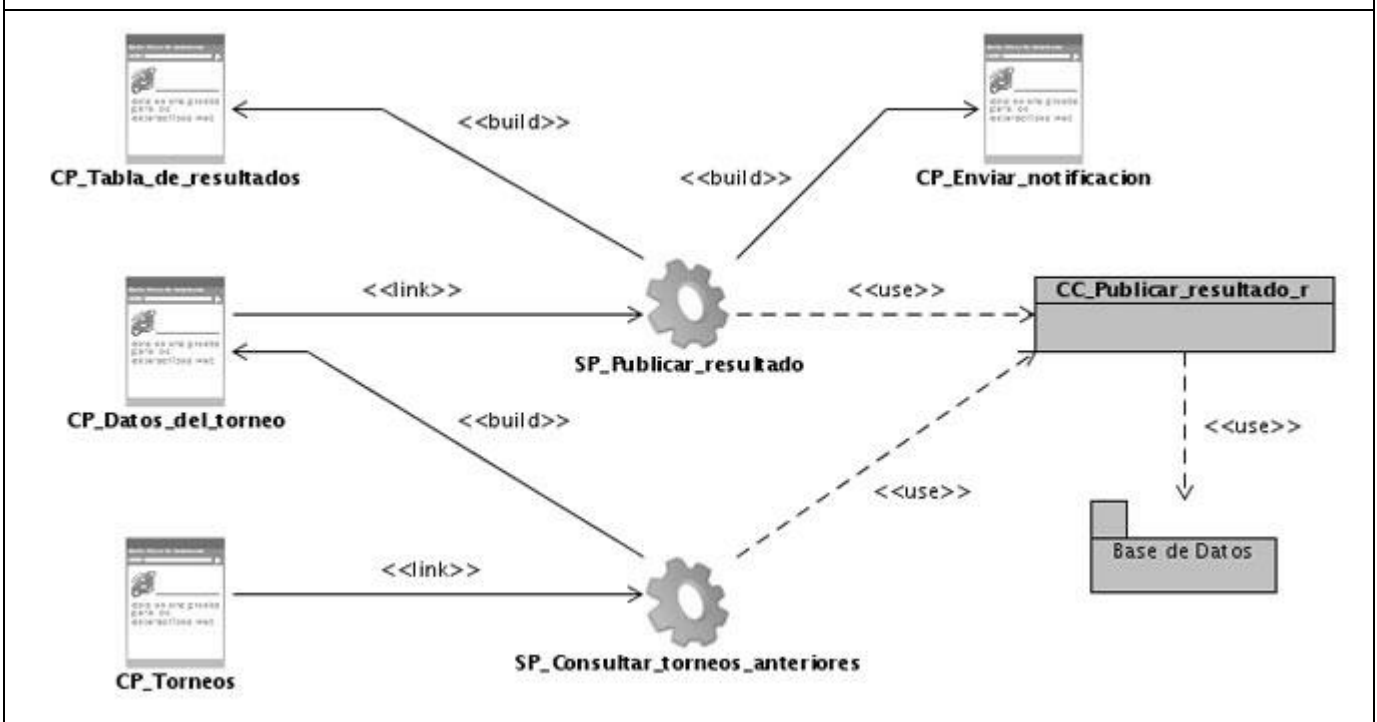 <<build>>
<<build>>
CP_Tabla_de_resultados
CP_Enviar_notificacion
<<link>>
<<use>>
CC_Publicar_resultado_r
SP_Publicar_resultado
CP_Datos_del_torneo
<<build>>
<<use>>
<<use>>
Base de Datos
<<link>>
SP_Consultar_torneos_anteriores
CP_Torneos